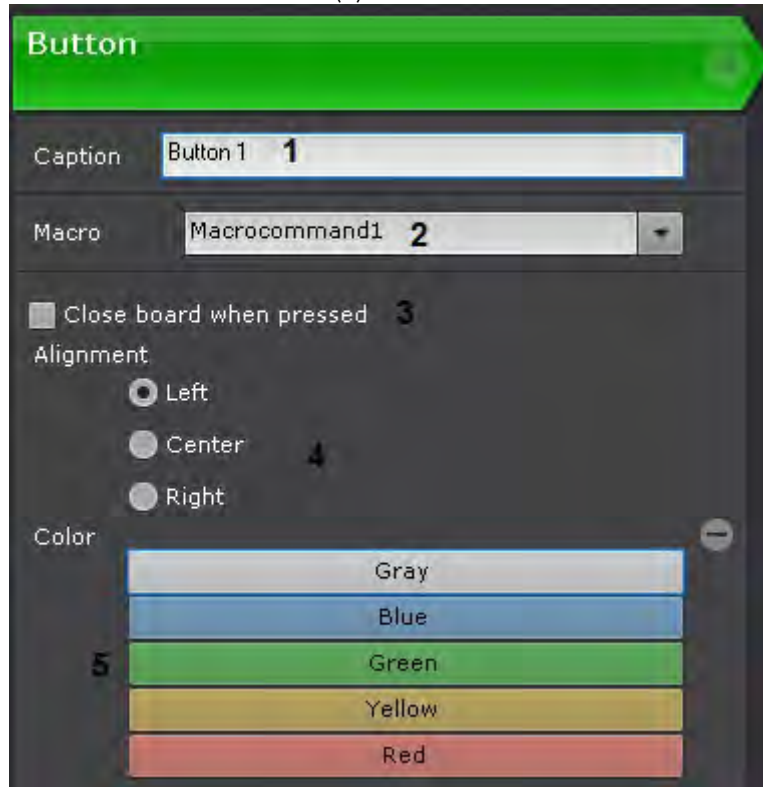 Button
Caption Button 1 1
Macro Macrocommand1 2
Close board when pressed 3
Alignment
Left
Center 4
Right
Color
Gray
Blue
5 Green
Yellow
Red